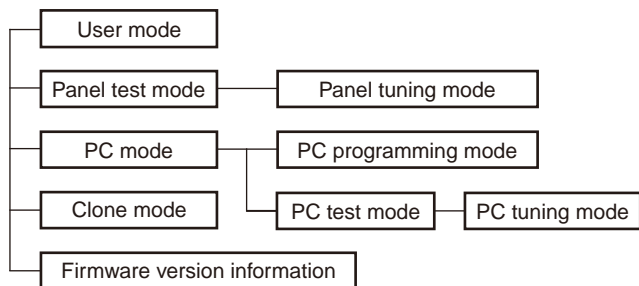 User mode
Panel test mode
Panel tuning mode
PC mode
PC programming mode
Clone mode
PC test mode
PC tuning mode
Firmware version information